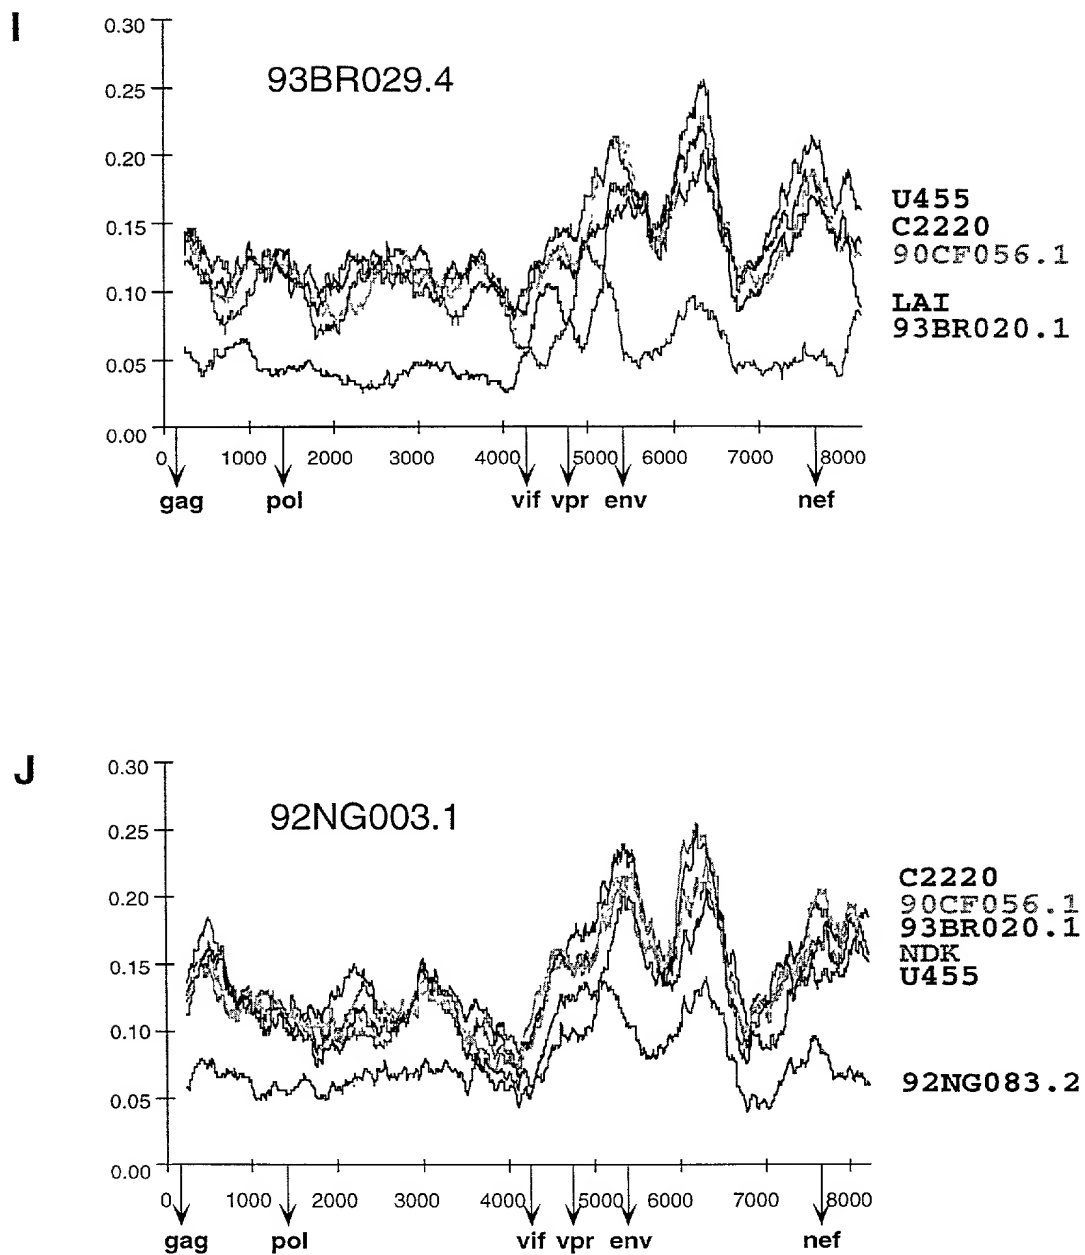 I
93BR029.4
0.30
0.25
0.20
0.15
0.10
0.05
0.00
U455
C2220
90CF056.1
LAI
93BR020.1
0 1000 2000 3000 4000 5000 6000 7000 8000
gag pol vif vpr env nef
J
92NG003.1
0.30
0.25
0.20
0.15
0.10
0.05
0.00
C2220
90CF056.1
93BR020.1
NDK
U455
92NG083.2
0 1000 2000 3000 4000 5000 6000 7000 8000
gag pol vif vpr env nef